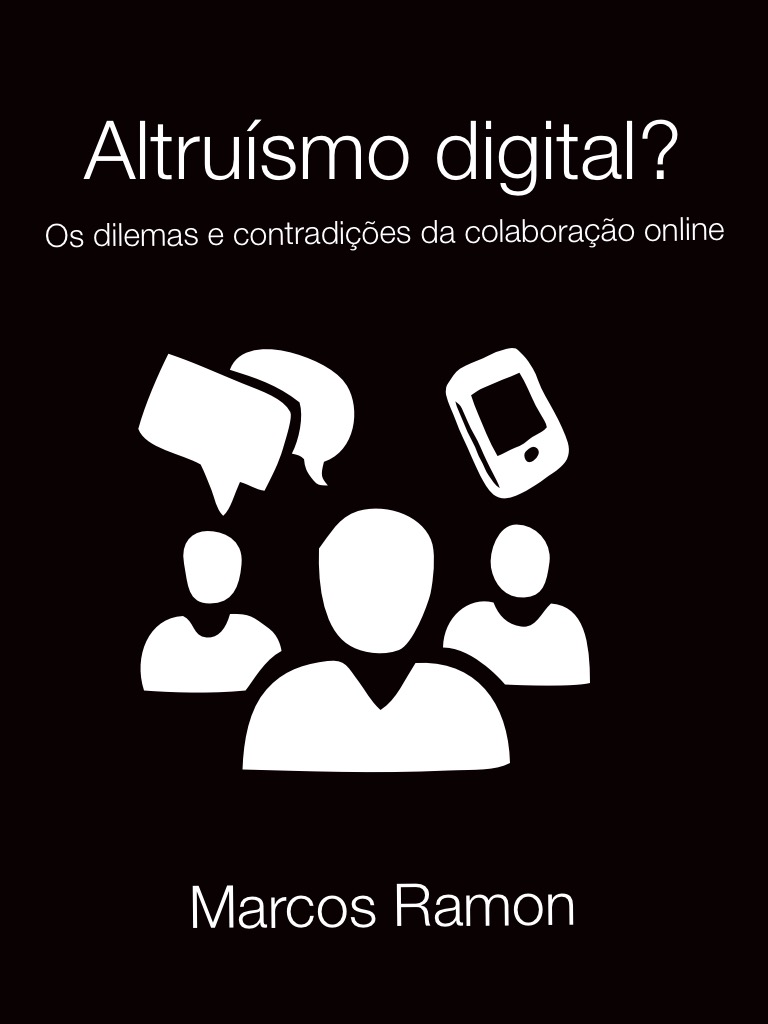 Altruísmo digital?
Os dilemas e contradições da colaboração online
Marcos Ramon